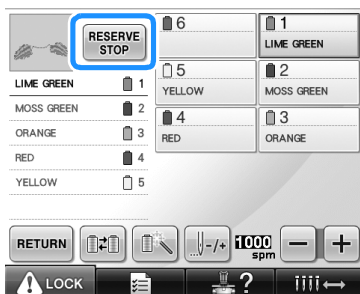 RESERVE
STOP
LIME GREEN 1
MOSS GREEN 2
ORANGE 3
RED 4
YELLOW 5
6
1
LIME GREEN
5
YELLOW
2
MOSS GREEN
4
RED
3
ORANGE
RETURN
-/+
1000
spm
− +
LOCK
?